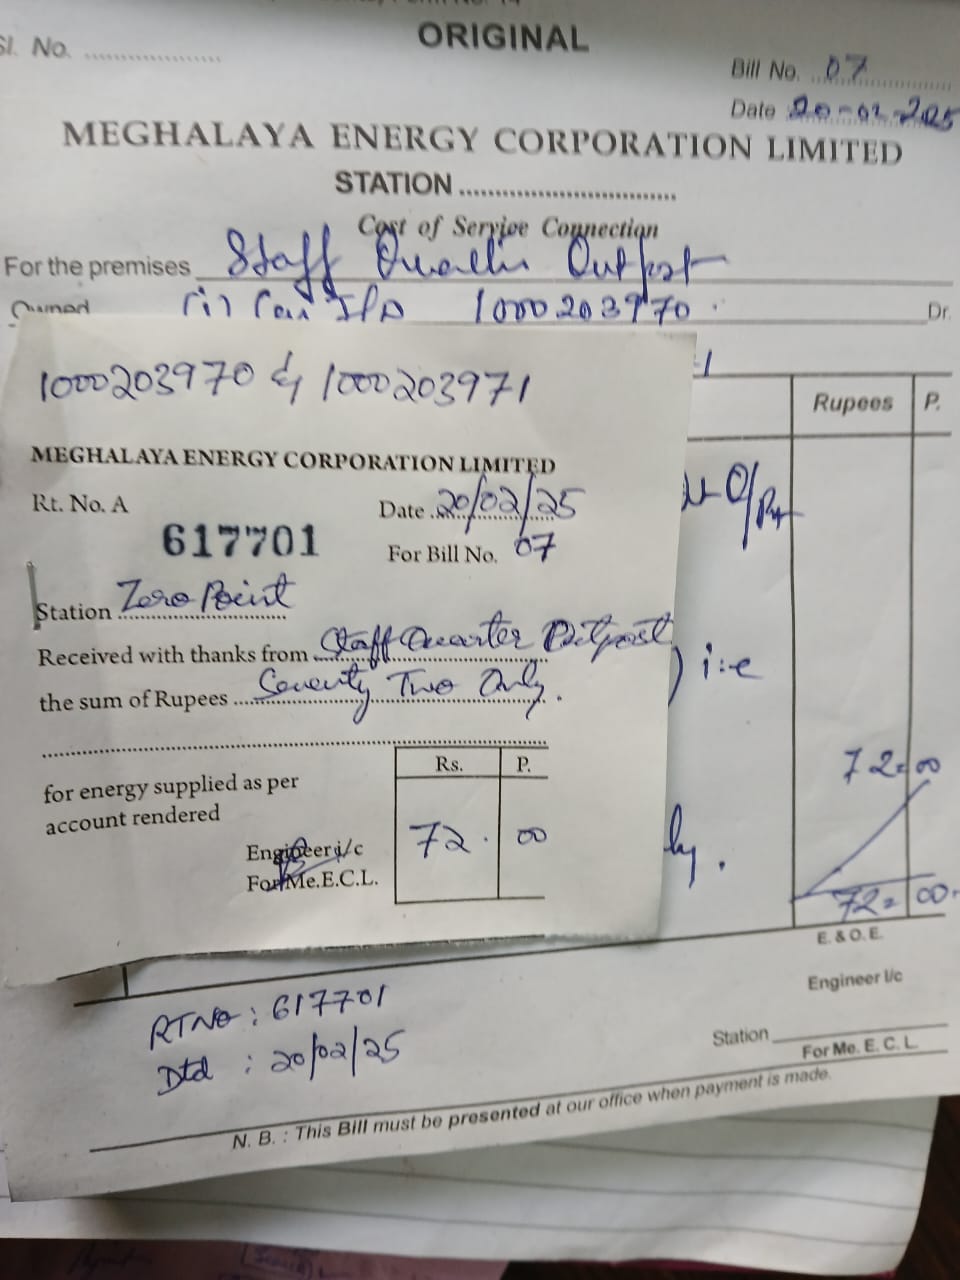 ORIGINAL
Sl. No. ....................
Bill No. 07
Date 20-02-2025
MEGHALAYA ENERGY CORPORATION LIMITED
STATION ..............................
Cost of Service Connection
For the premises Staff
Owned 1000203970. Dr.
1000203970 & 1000203971
Rupees P.
MEGHALAYA ENERGY CORPORATION LIMITED
Rt. No. A
Date 20/02/25
617701
For Bill No. 07
Station Zero Point
Received with thanks from Staff Quarter Outpost
) i.e
the sum of Rupees Seventy Two Only.
Rs. P.
72=00
for energy supplied as per
account rendered
72. 00
Engineer i/c
For Me.E.C.L.
72=00.
E. & O. E.
Engineer I/c
RT No : 617701
Dtd : 20/02/25
Station
For Me. E. C. L.
N. B. : This Bill must be presented at our office when payment is made.